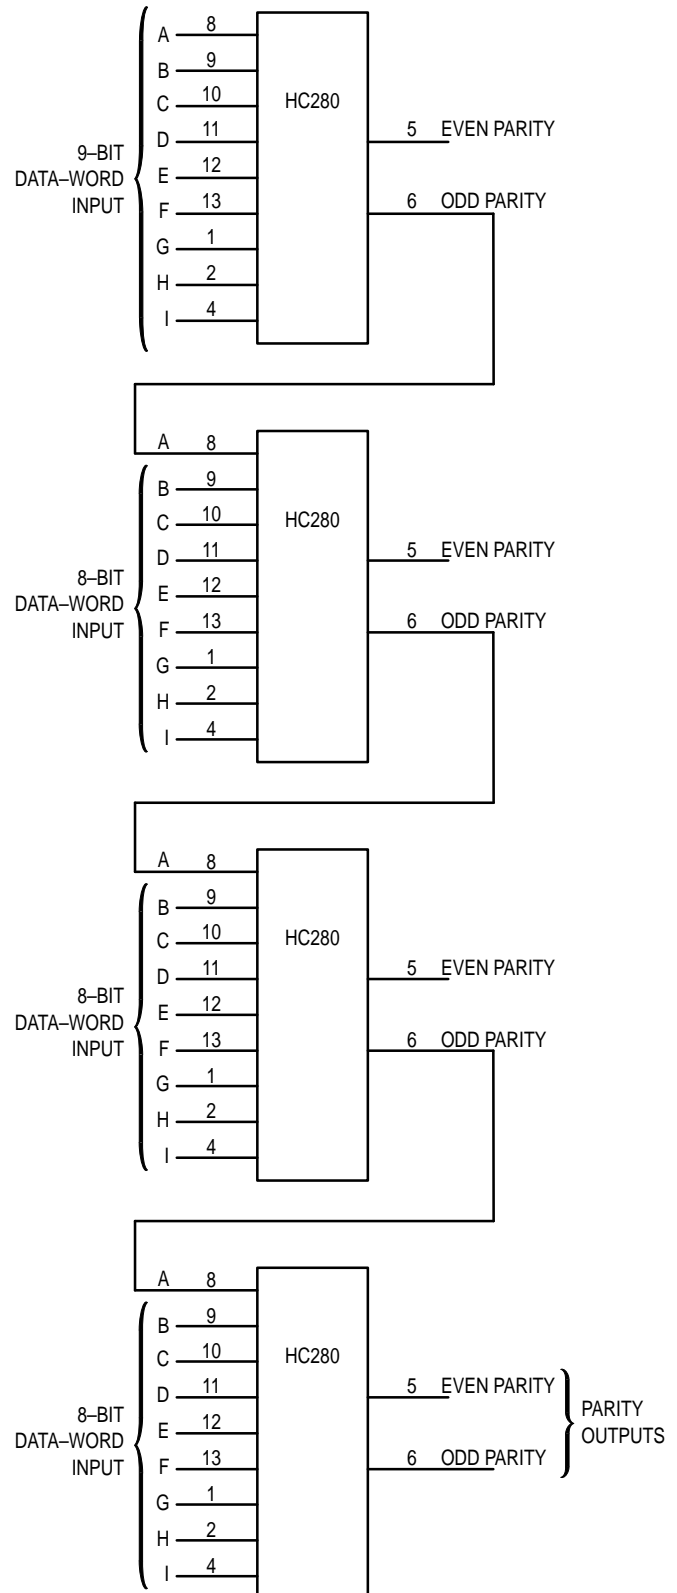 A 8
B 9
C 10 HC280
D 11 5 EVEN PARITY
9–BIT
DATA–WORD
INPUT
E 12
F 13 6 ODD PARITY
G 1
H 2
I 4
A 8
B 9
C 10 HC280
D 11 5 EVEN PARITY
8–BIT
DATA–WORD
INPUT
E 12
F 13 6 ODD PARITY
G 1
H 2
I 4
A 8
B 9
C 10 HC280
D 11 5 EVEN PARITY
8–BIT
DATA–WORD
INPUT
E 12
F 13 6 ODD PARITY
G 1
H 2
I 4
A 8
B 9
C 10 HC280
D 11 5 EVEN PARITY
PARITY
OUTPUTS
8–BIT
DATA–WORD
INPUT
E 12
F 13 6 ODD PARITY
G 1
H 2
I 4